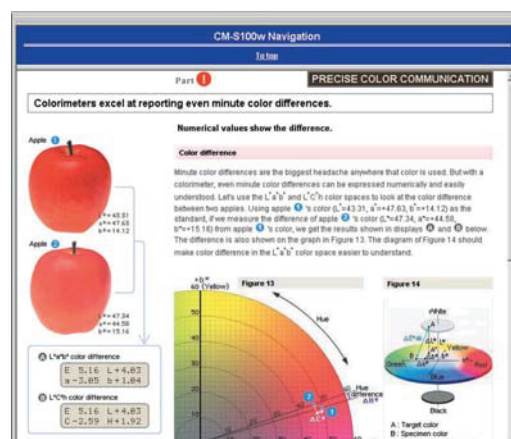 CM-S100w Navigation
To top
Part 1
PRECISE COLOR COMMUNICATION
Colorimeters excel at reporting even minute color differences.
Apple 1
L*=43.31
a*=47.63
b*=14.12
Apple 2
L*=47.34
a*=44.58
b*=15.16
A L*a*b* color difference
E 5.16 L+4.03
a-3.05 b+1.04
B L*C*h color difference
E 5.16 L+4.03
C-2.59 H+1.92
Numerical values show the difference.
Color difference
Minute color differences are the biggest headache anywhere that color is used. But with a
colorimeter, even minute color differences can be expressed numerically and easily
understood. Let's use the L*a*b* and L*C*h color spaces to look at the color difference
between two apples. Using apple 1 's color (L*=43.31, a*=+47.63, b*=+14.12) as the
standard, if we measure the difference of apple 2 's color (L*=47.34, a*=+44.58,
b*=+15.16) from apple 1 's color, we get the results shown in displays A and B below.
The difference is also shown on the graph in Figure 13. The diagram of Figure 14 should
make color difference in the L*a*b* color space easier to understand.
+b*
60 (Yellow)
Figure 13
Hue
50
40
30
20
10
Hue
difference
2
1
Figure 14
White
A
Yellow
Green
Red
Blue
Black
A : Target color
B : Specimen color